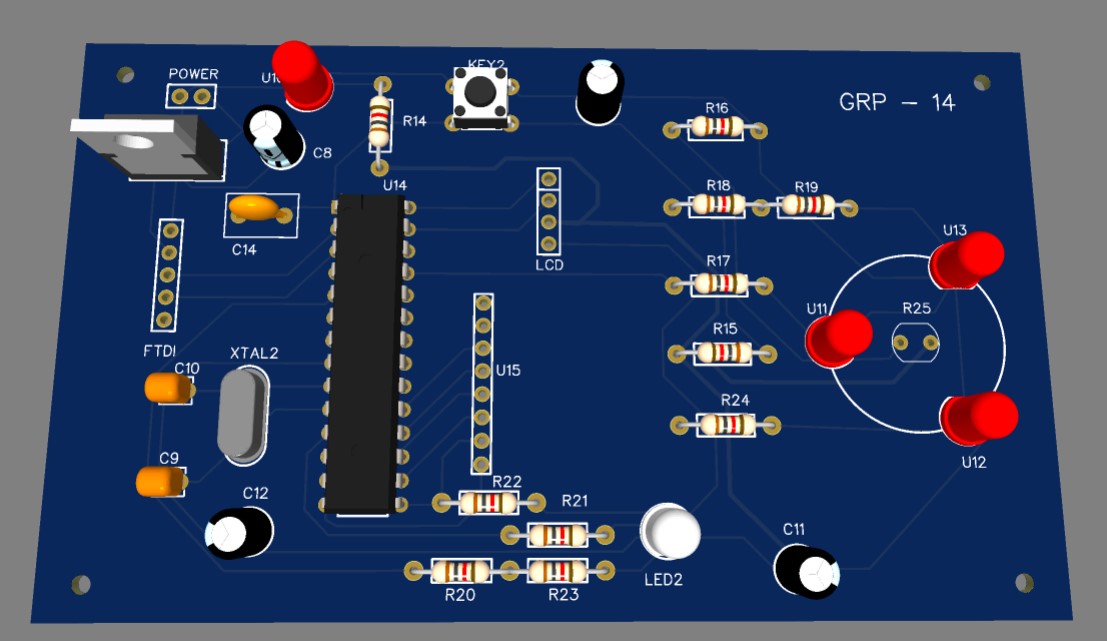 KEY2
POWER
GRP - 14
R16
R14
C8
U14
R18
R19
C14
U13
LCD
R17
U11
R25
R15
FTDI
XTAL2
C10
U15
R24
C9
U12
R22
C12
R21
C11
LED2
R20
R23